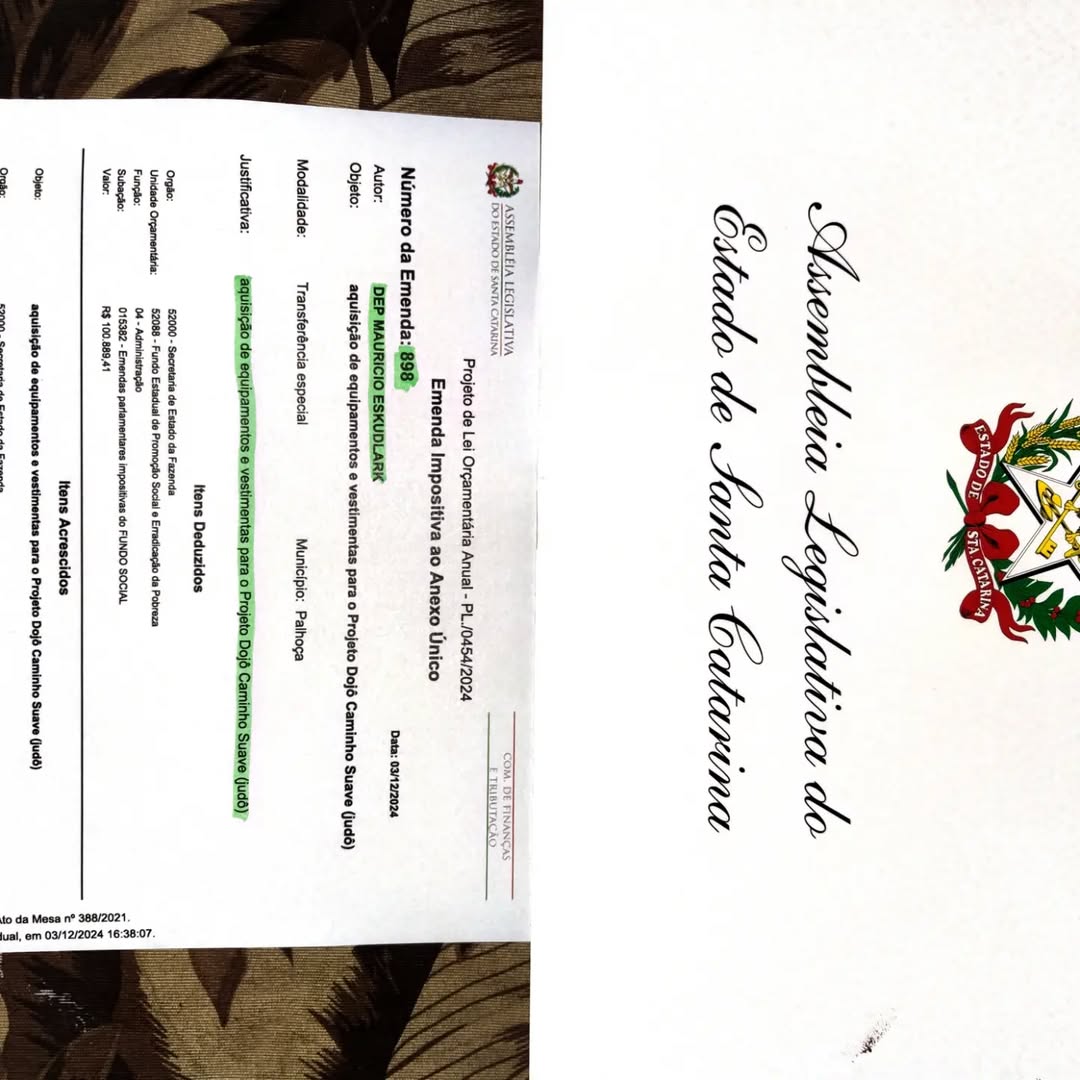 ASSEMBLEIA LEGISLATIVA
DO ESTADO DE SANTA CATARINA
COM. DE FINANÇAS
E TRIBUTAÇÃO
Projeto de Lei Orçamentária Anual - PL./0454/2024
Emenda Impositiva ao Anexo Único
Número da Emenda: 898
Data: 03/12/2024
Autor: DEP MAURICIO ESKUDLARK
Objeto: aquisição de equipamentos e vestimentas para o Projeto Dojô Caminho Suave (judô)
Modalidade: Transferência especial Município: Palhoça
Justificativa: aquisição de equipamentos e vestimentas para o Projeto Dojô Caminho Suave (judô)
Itens Deduzidos
Orgão: 52000 - Secretaria de Estado da Fazenda
Unidade Orçamentária: 52088 - Fundo Estadual de Promoção Social e Erradicação da Pobreza
Função: 04 - Administração
Subação: 015382 - Emendas parlamentares impositivas do FUNDO SOCIAL
Valor: R$ 100.889,41
Itens Acrescidos
Objeto: aquisição de equipamentos e vestimentas para o Projeto Dojô Caminho Suave (judô)
Orgão: 52000 - Secretaria de Estado da Fazenda
Ato da Mesa nº 388/2021.
em 03/12/2024 16:38:07.
ESTADO DE STA. CATARINA
Assembleia Legislativa do
Estado de Santa Catarina